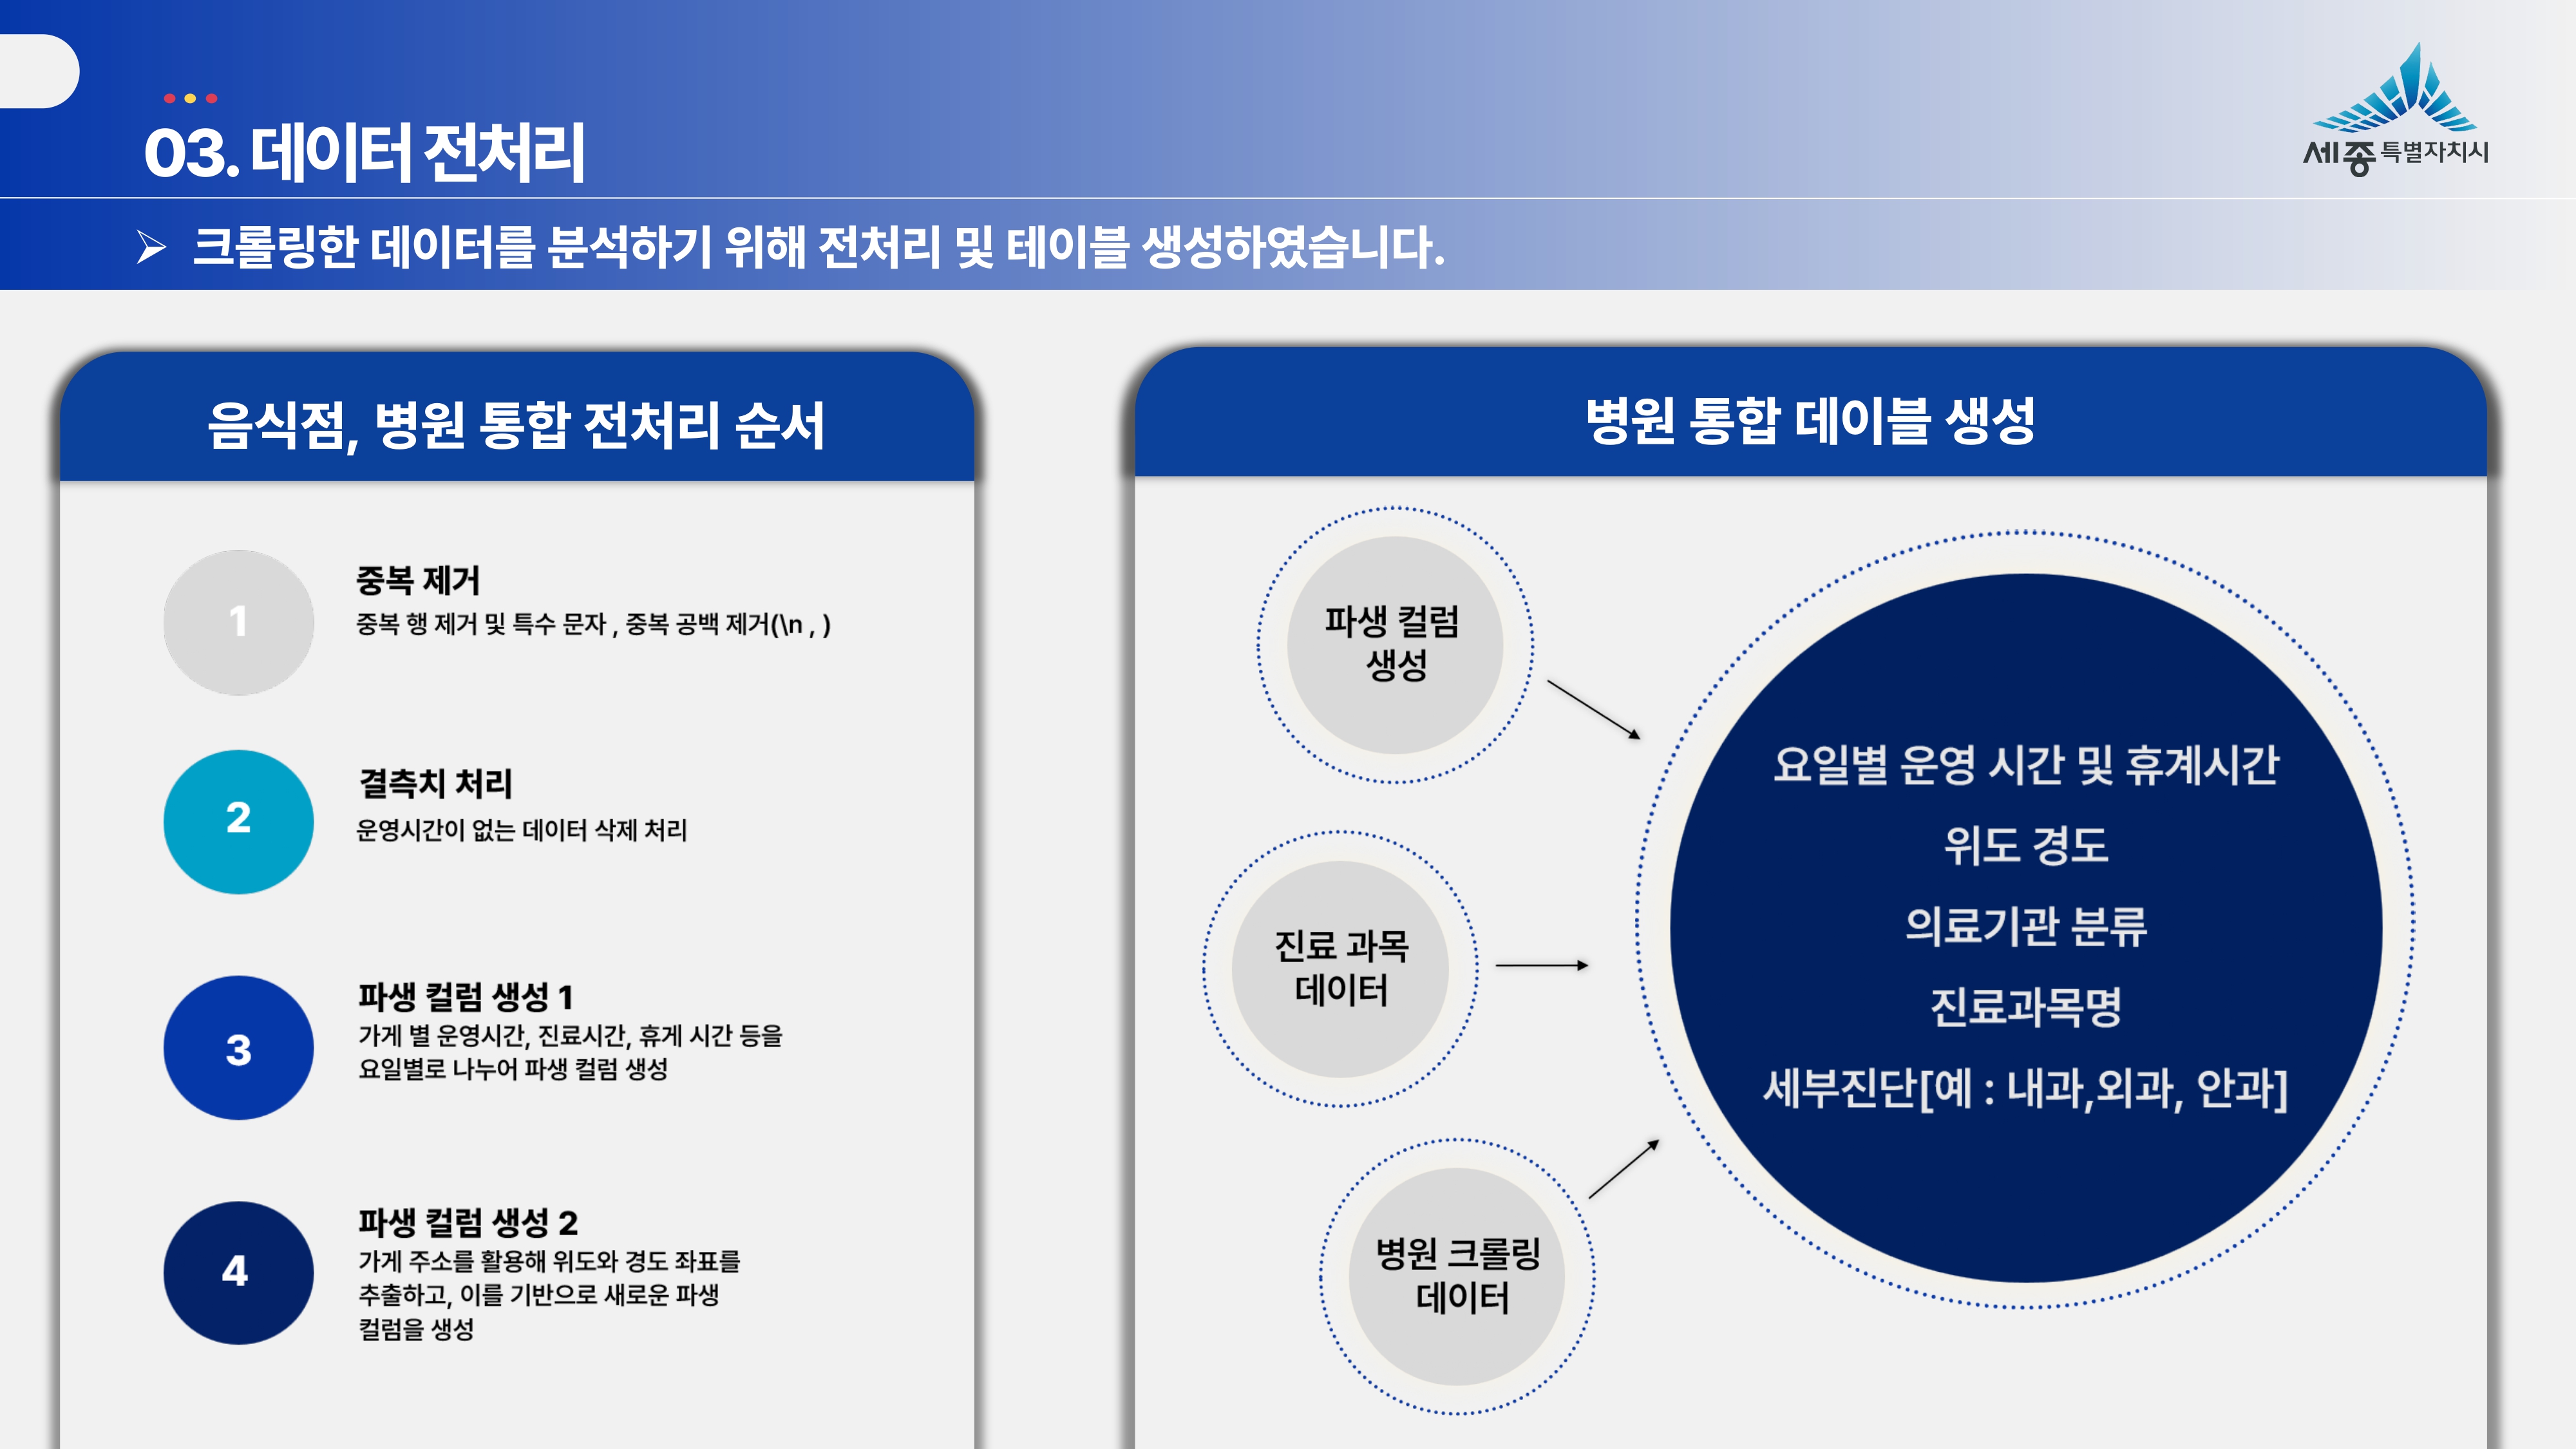 03. 데이터 전처리
세종특별자치시
크롤링한 데이터를 분석하기 위해 전처리 및 테이블 생성하였습니다.
음식점, 병원 통합 전처리 순서
1
중복 제거
중복 행 제거 및 특수 문자 , 중복 공백 제거(\n , )
2
결측치 처리
운영시간이 없는 데이터 삭제 처리
3
파생 컬럼 생성 1
가게 별 운영시간, 진료시간, 휴게 시간 등을
요일별로 나누어 파생 컬럼 생성
4
파생 컬럼 생성 2
가게 주소를 활용해 위도와 경도 좌표를
추출하고, 이를 기반으로 새로운 파생
컬럼을 생성
병원 통합 데이블 생성
파생 컬럼
생성
진료 과목
데이터
병원 크롤링
데이터
요일별 운영 시간 및 휴계시간
위도 경도
의료기관 분류
진료과목명
세부진단[예 : 내과,외과, 안과]